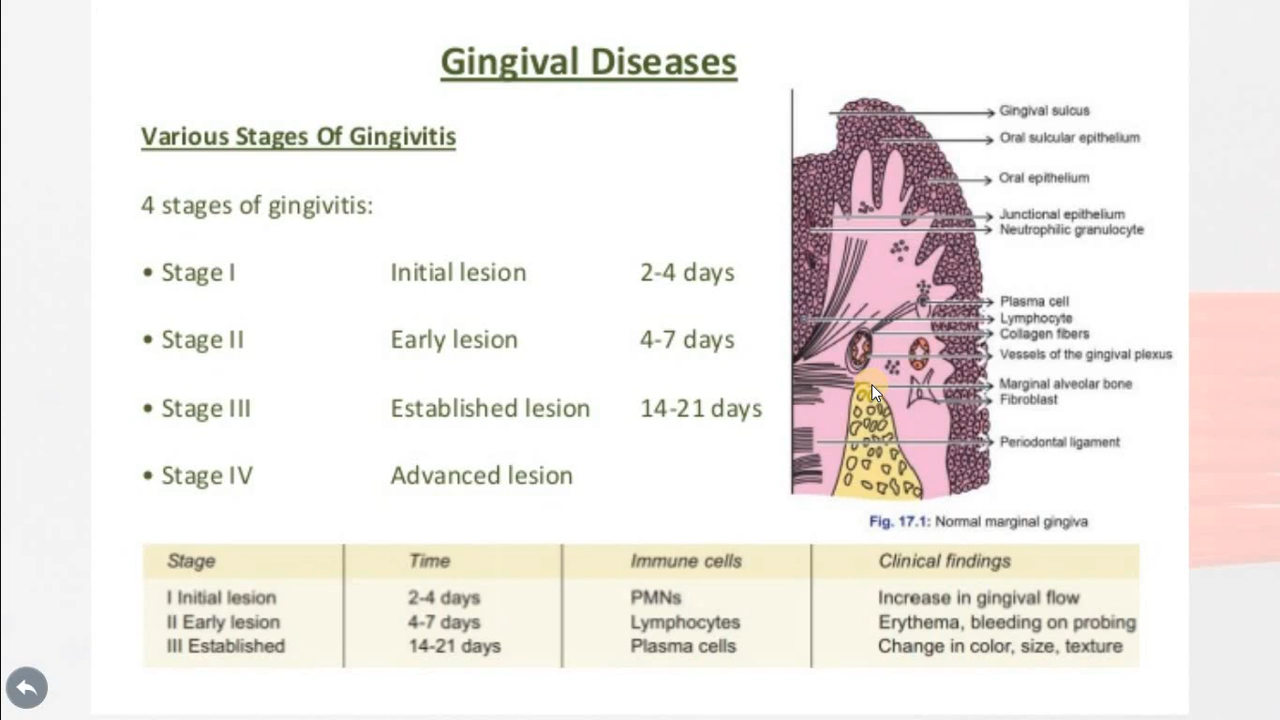 Gingival Diseases
Various Stages Of Gingivitis
4 stages of gingivitis:
• Stage I Initial lesion 2-4 days
• Stage II Early lesion 4-7 days
• Stage III Established lesion 14-21 days
• Stage IV Advanced lesion
Gingival sulcus
Oral sulcular epithelium
Oral epithelium
Junctional epithelium
Neutrophilic granulocyte
Plasma cell
Lymphocyte
Collagen fibers
Vessels of the gingival plexus
Marginal alveolar bone
Fibroblast
Periodontal ligament
Fig. 17.1: Normal marginal gingiva
Stage Time Immune cells Clinical findings
I Initial lesion 2-4 days PMNs Increase in gingival flow
II Early lesion 4-7 days Lymphocytes Erythema, bleeding on probing
III Established 14-21 days Plasma cells Change in color, size, texture